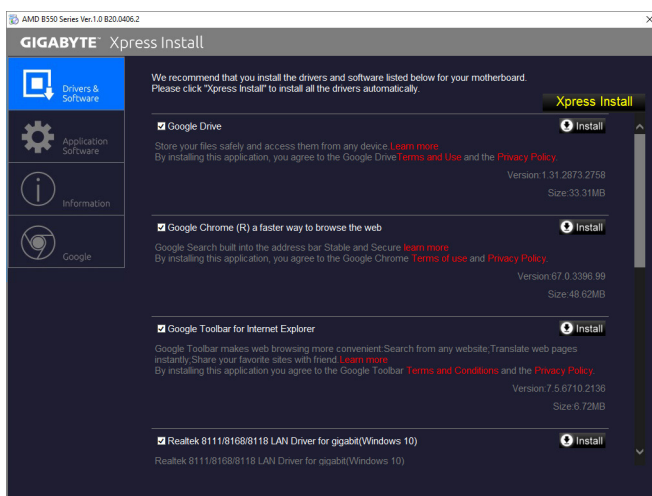 AMD B550 Series Ver.1.0 B20.0406.2
GIGABYTE™ Xpress Install
Drivers &
Software
Application
Software
Information
Google
We recommend that you install the drivers and software listed below for your motherboard.
Please click "Xpress Install" to install all the drivers automatically.
Xpress Install
Google Drive
Install
Store your files safely and access them from any device.Learn more
By installing this application, you agree to the Google DriveTerms and Use and the Privacy Policy.
Version:1.31.2873.2758
Size:33.31MB
Google Chrome (R) a faster way to browse the web
Install
Google Search built into the address bar Stable and Secure learn more
By installing this application, you agree to the Google Chrome Terms of use and Privacy Policy.
Version:67.0.3396.99
Size:48.62MB
Google Toolbar for Internet Explorer
Install
Google Toolbar makes web browsing more convenient:Search from any website;Translate web pages
instantly;Share your favorite sites with friend.Learn more
By installing this application you agree to the Google Toolbar Terms and Conditions and the Privacy Policy.
Version:7.5.6710.2136
Size:6.72MB
Realtek 8111/8168/8118 LAN Driver for gigabit(Windows 10)
Install
Realtek 8111/8168/8118 LAN Driver for gigabit(Windows 10)